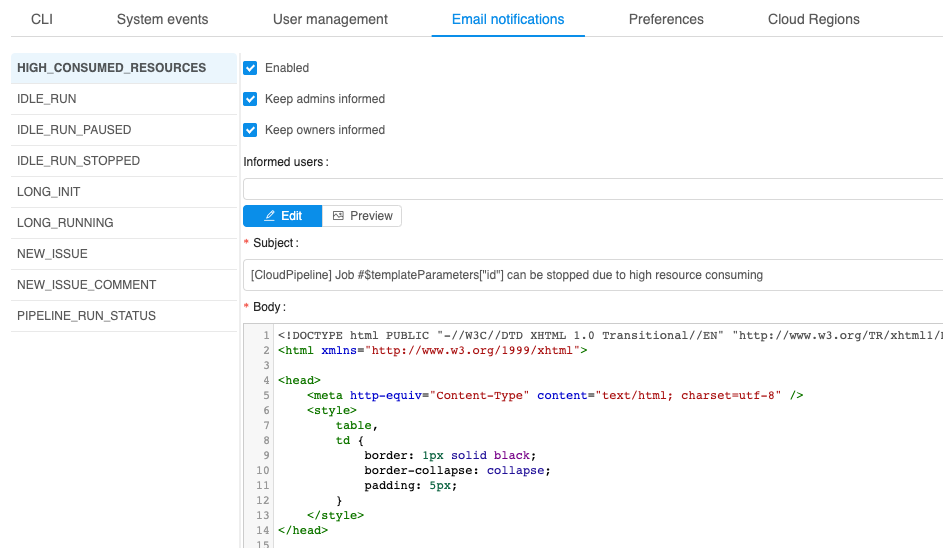 CLI System events User management Email notifications Preferences Cloud Regions
HIGH_CONSUMED_RESOURCES
IDLE_RUN
IDLE_RUN_PAUSED
IDLE_RUN_STOPPED
LONG_INIT
LONG_RUNNING
NEW_ISSUE
NEW_ISSUE_COMMENT
PIPELINE_RUN_STATUS
Enabled
Keep admins informed
Keep owners informed
Informed users :
Edit Preview
* Subject :
[CloudPipeline] Job #$templateParameters["id"] can be stopped due to high resource consuming
* Body :
1 <!DOCTYPE html PUBLIC "-//W3C//DTD XHTML 1.0 Transitional//EN" "http://www.w3.org/TR/xhtml1/
2 <html xmlns="http://www.w3.org/1999/xhtml">
3
4 <head>
5     <meta http-equiv="Content-Type" content="text/html; charset=utf-8" />
6     <style>
7         table,
8         td {
9             border: 1px solid black;
10             border-collapse: collapse;
11             padding: 5px;
12         }
13     </style>
14 </head>
15